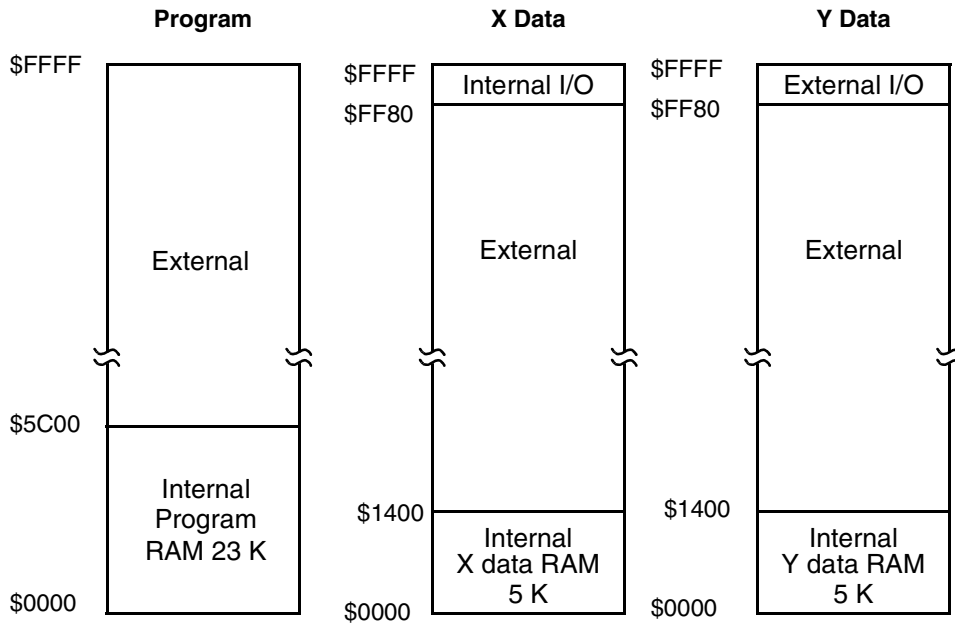 Program
$FFFF
External
$5C00
Internal
Program
RAM 23 K
$0000
X Data
$FFFF
Internal I/O
$FF80
External
$1400
Internal
X data RAM
5 K
$0000
Y Data
$FFFF
External I/O
$FF80
External
$1400
Internal
Y data RAM
5 K
$0000